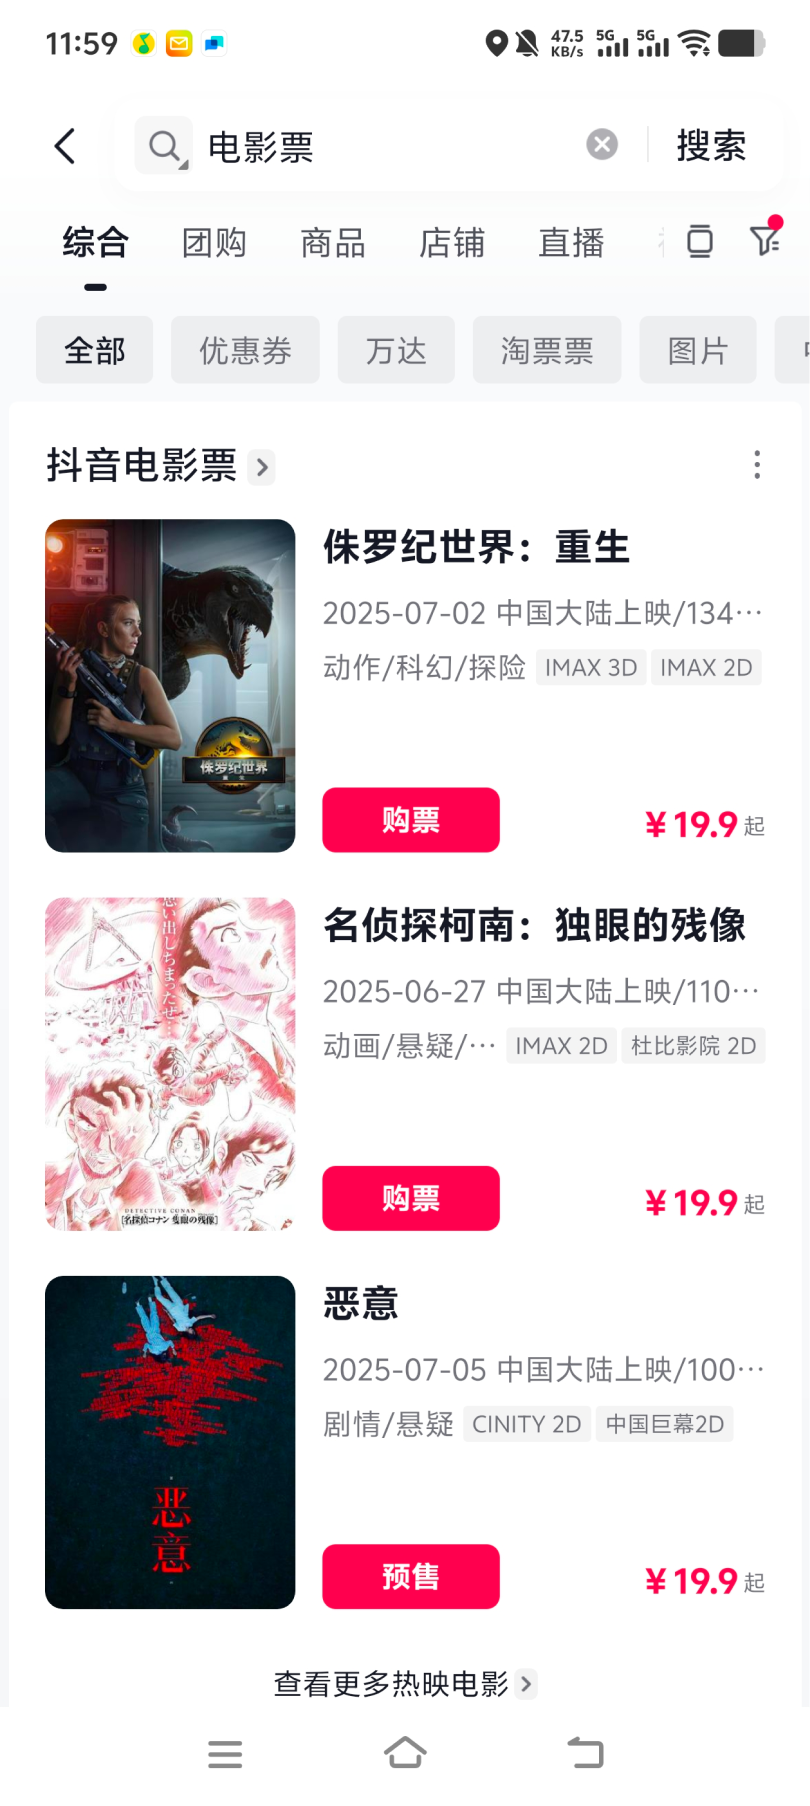 11:59
47.5 KB/s 5G 5G
电影票
搜索
综合 团购 商品 店铺 直播
全部 优惠券 万达 淘票票 图片
抖音电影票
侏罗纪世界
重生
侏罗纪世界：重生
2025-07-02 中国大陆上映/134···
动作/科幻/探险 IMAX 3D IMAX 2D
购票
¥19.9起
思い出しちまったぜ…
DETECTIVE CONAN
[名探偵コナン 隻眼の残像]
名侦探柯南：独眼的残像
2025-06-27 中国大陆上映/110···
动画/悬疑/··· IMAX 2D 杜比影院 2D
购票
¥19.9起
恶意
恶意
2025-07-05 中国大陆上映/100···
剧情/悬疑 CINITY 2D 中国巨幕2D
预售
¥19.9起
查看更多热映电影